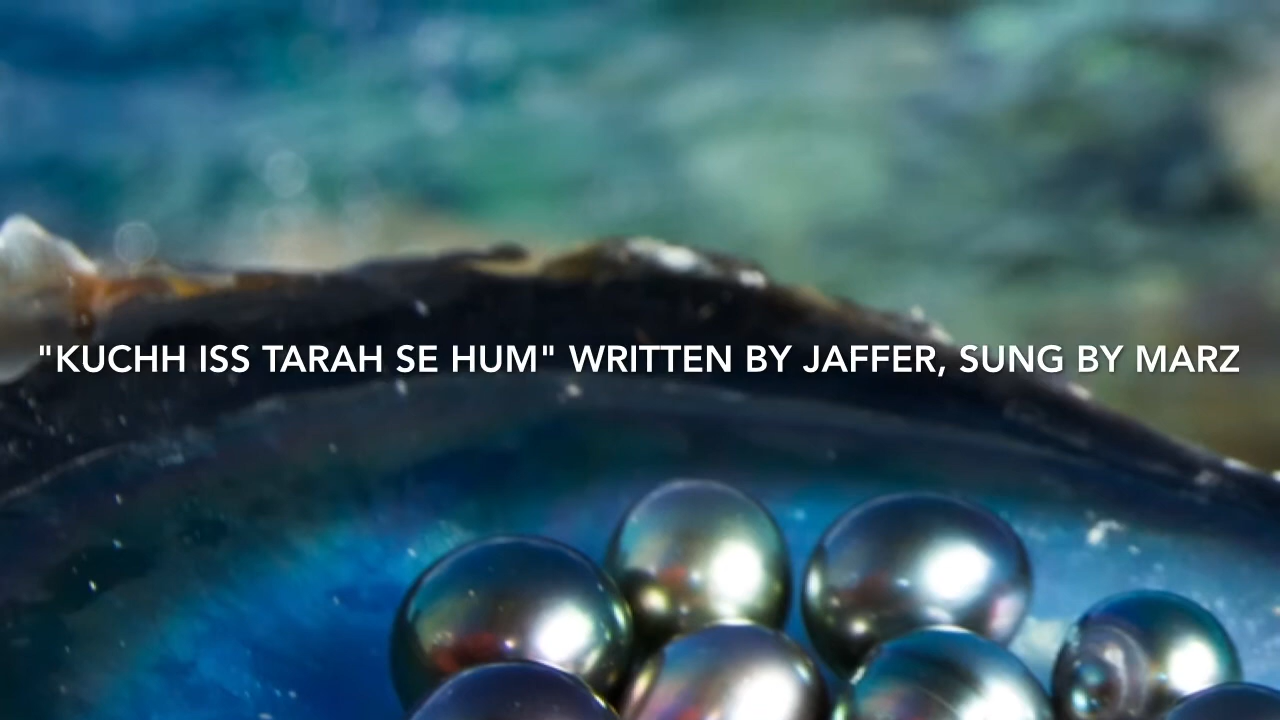 "KUCHH ISS TARAH SE HUM" WRITTEN BY JAFFER, SUNG BY MARZ